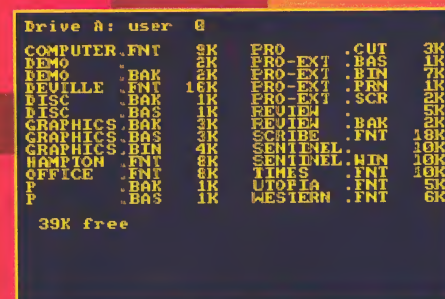 Drive A: user 0
COMPUTER.FNT 9K PRO .CUT 3K
DEMO . 2K PRO-EXT .BAS 1K
DEMO .BAK 2K PRO-EXT .BIN 7K
DEVILLE .FNT 16K PRO-EXT .PRN 1K
DISC .BAK 1K PRO-EXT .SCR 2K
DISC .BAS 1K REVIEW . 5K
GRAPHICS.BAK 3K REVIEW .BAK 5K
GRAPHICS.BAS 3K SCRIBE .FNT 18K
GRAPHICS.BIN 4K SENTINEL. 10K
HAMPTON .FNT 8K SENTINEL.WIN 10K
OFFICE .FNT 8K TIMES .FNT 10K
P .BAK 1K UTOPIA .FNT 5K
P .BAS 1K WESTERN .FNT 6K
39K free